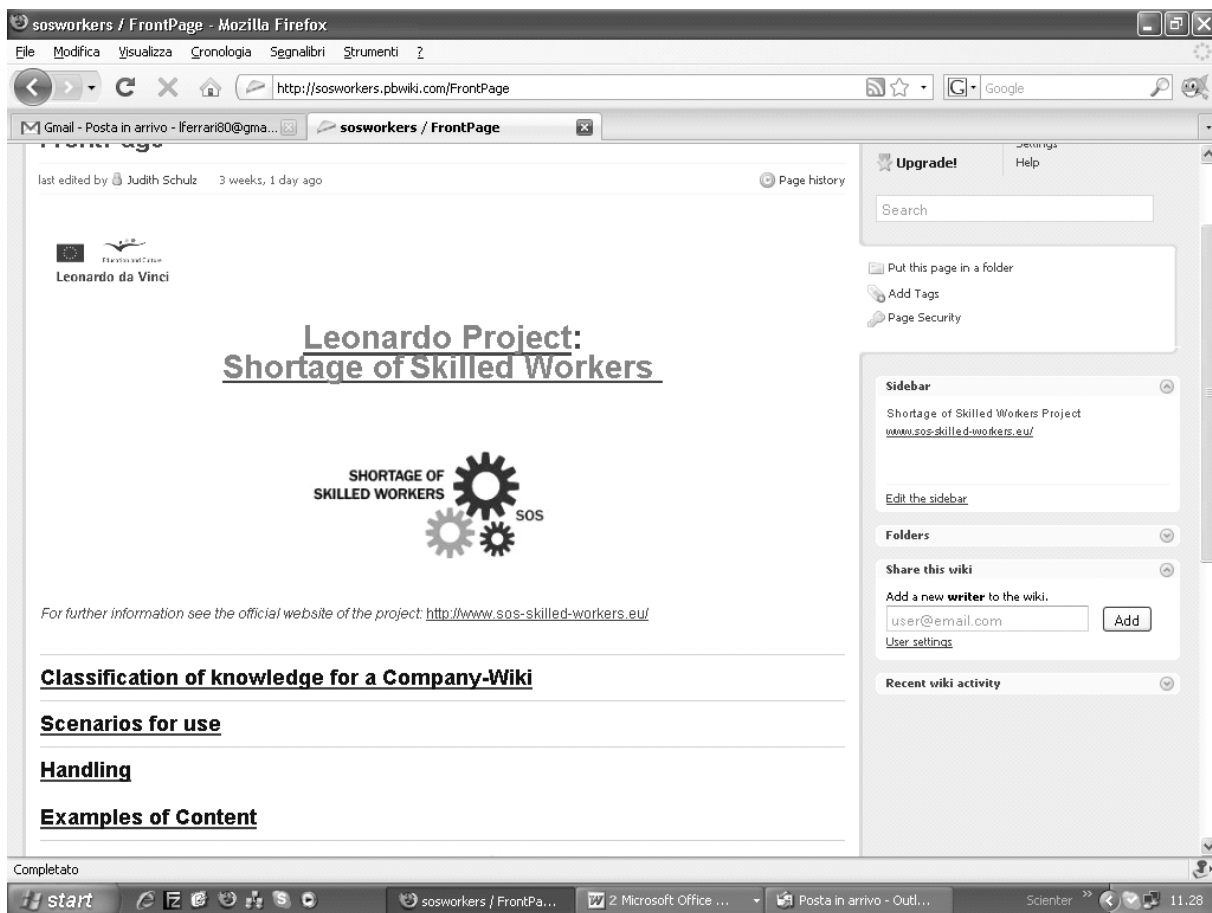 sosworkers / FrontPage - Mozilla Firefox
File Modifica Visualizza Cronologia Segnalibri Strumenti ?
http://sosworkers.pbwiki.com/FrontPage
G Google
Gmail - Posta in arrivo - lferrari80@gma...
sosworkers / FrontPage
FrontPage
last edited by Judith Schulz 3 weeks, 1 day ago
Page history
Education and Culture
Leonardo da Vinci
Leonardo Project:
Shortage of Skilled Workers
SHORTAGE OF
SKILLED WORKERS
SOS
For further information see the official website of the project: http://www.sos-skilled-workers.eu/
Classification of knowledge for a Company-Wiki
Scenarios for use
Handling
Examples of Content
Upgrade!
Settings
Help
Search
Put this page in a folder
Add Tags
Page Security
Sidebar
Shortage of Skilled Workers Project
www.sos-skilled-workers.eu/
Edit the sidebar
Folders
Share this wiki
Add a new writer to the wiki.
user@email.com Add
User settings
Recent wiki activity
Completato
start
sosworkers / FrontPa...
2 Microsoft Office ...
Posta in arrivo - Outl...
Scienter
11.28